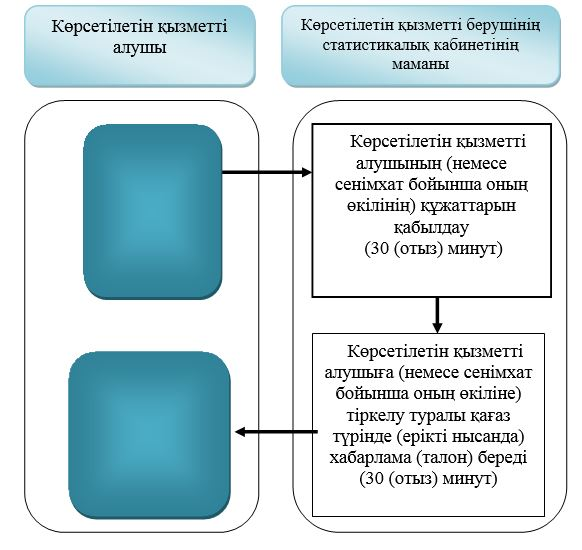 Көрсетілетін қызметті
алушы
Көрсетілетін қызметті берушінің
статистикалық кабинетінің
маманы
Көрсетілетін қызметті
алушының (немесе
сенімхат бойынша оның
өкілінің) құжаттарын
қабылдау
(30 (отыз) минут)
Көрсетілетін қызметті
алушыға (немесе сенімхат
бойынша оның өкіліне)
тіркелу туралы қағаз
түрінде (ерікті нысанда)
хабарлама (талон) береді
(30 (отыз) минут)